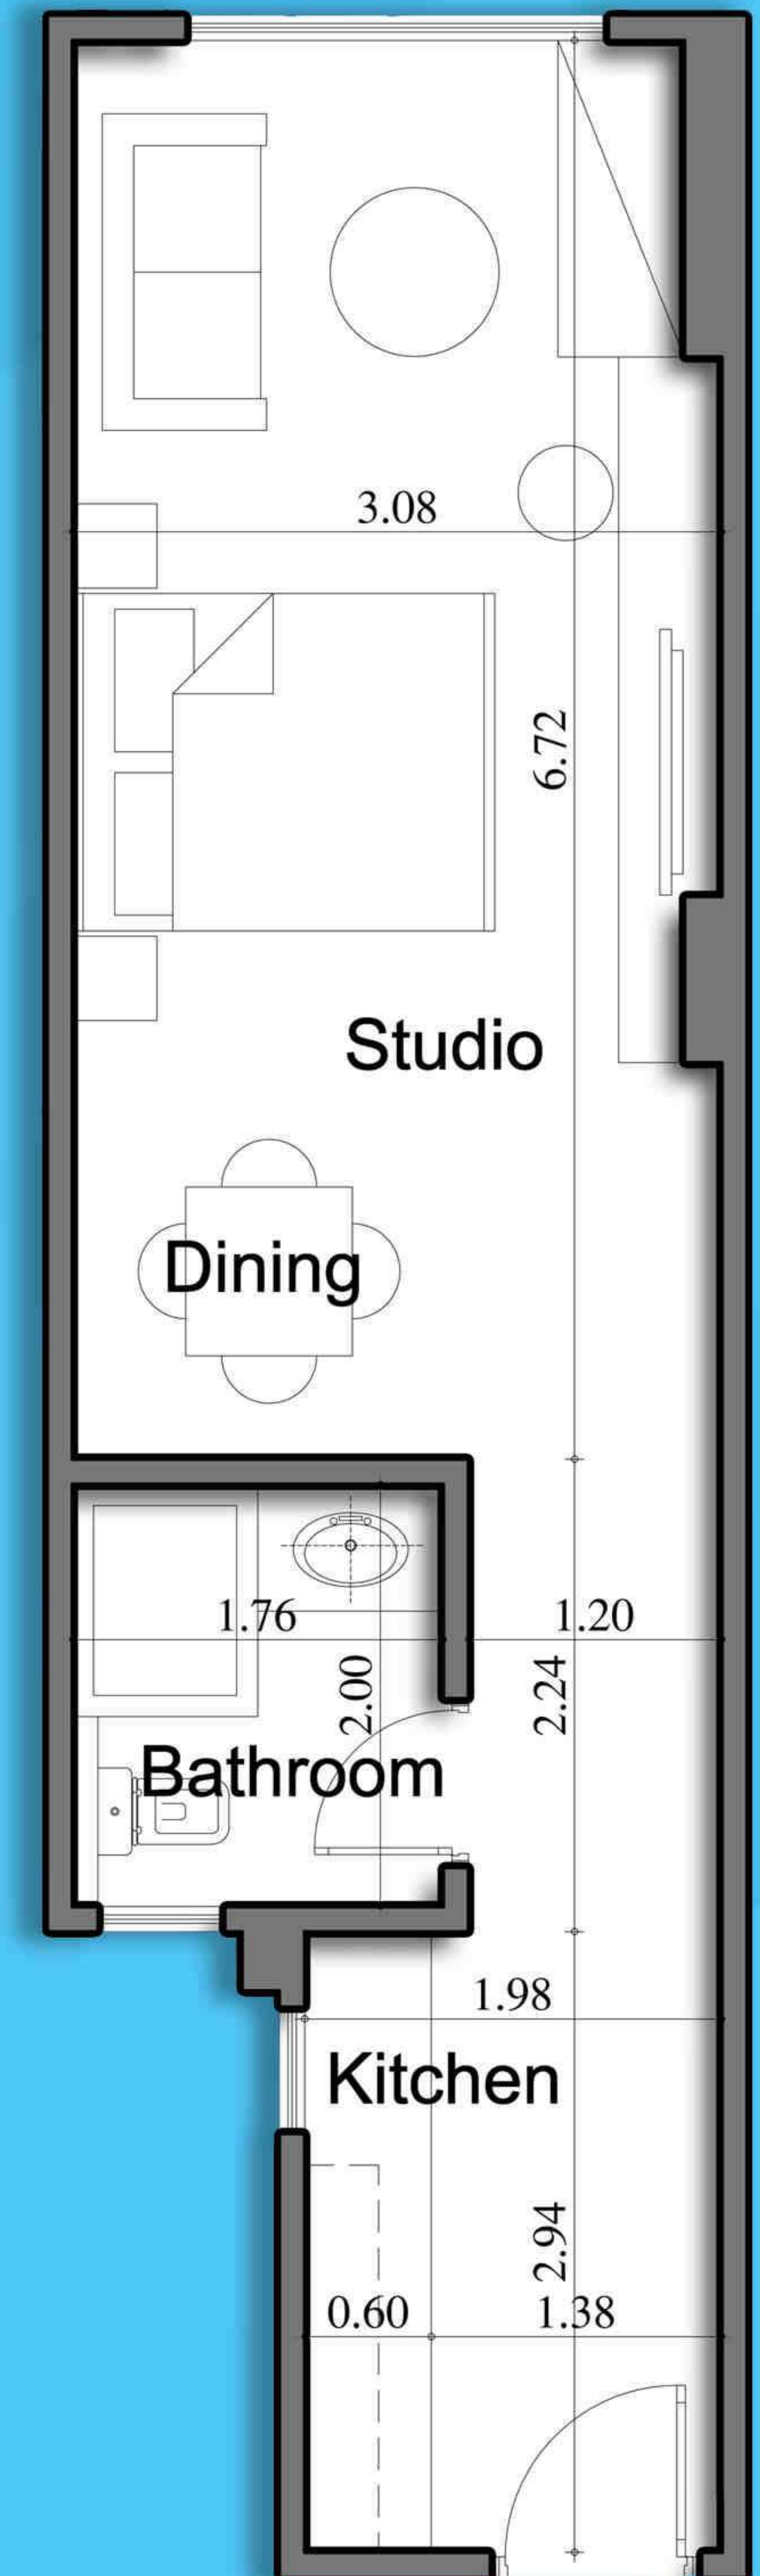 3.08
6.72
Studio
Dining
1.76
1.20
2.00
2.24
Bathroom
1.98
Kitchen
2.94
0.60
1.38